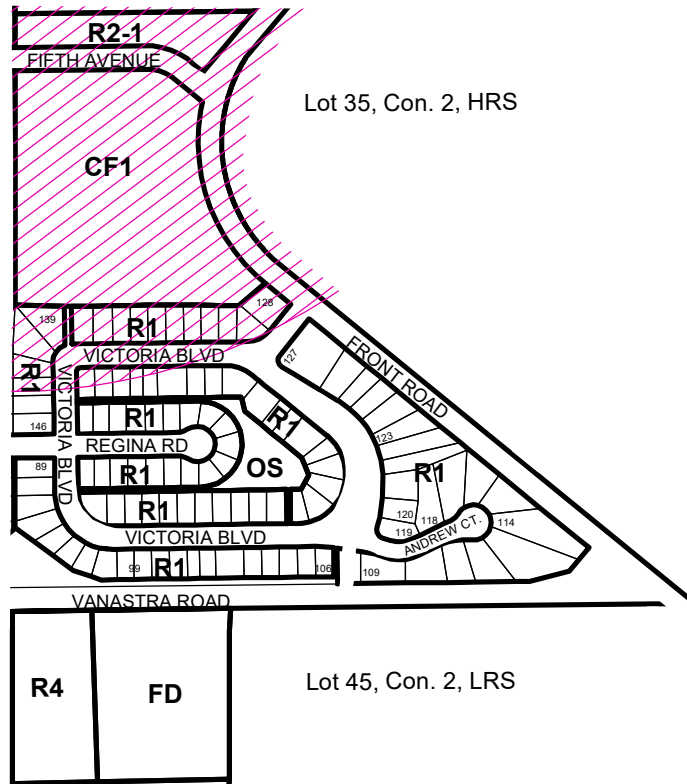 R2-1
FIFTH AVENUE
Lot 35, Con. 2, HRS
CF1
128
139
R1
VICTORIA BLVD
FRONT ROAD
127
R1
VICTORIA BLVD
R1
R1
146
123
REGINA RD
OS
R1
89
R1
R1
120
118
119
114
ANDREW CT.
VICTORIA BLVD
99
R1
106
109
VANASTRA ROAD
R4
FD
Lot 45, Con. 2, LRS